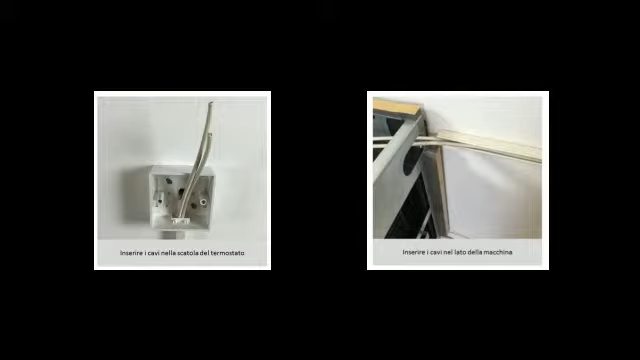 Inserire i cavi nella scatola del termostato
Inserire i cavi nel lato della macchina